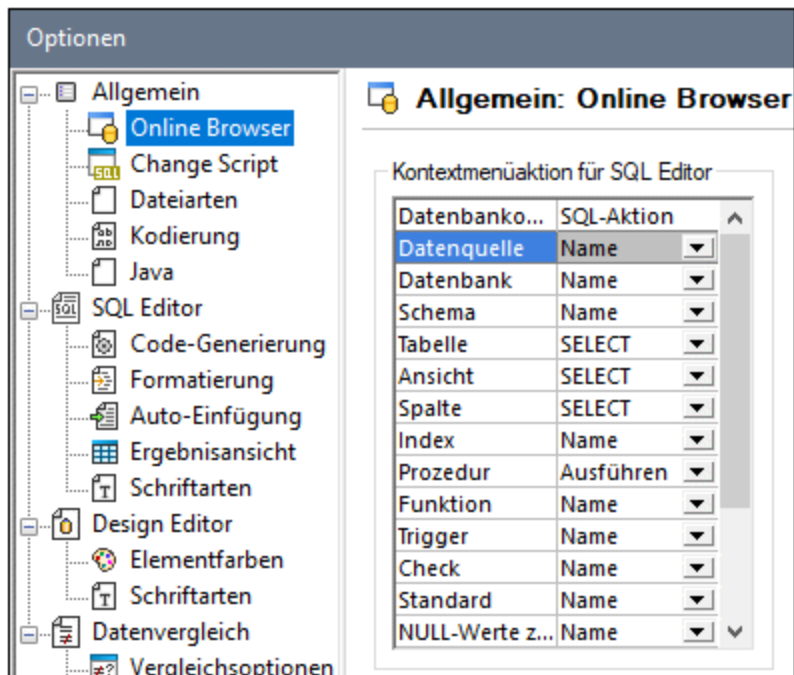 Optionen
Allgemein
Online Browser
Change Script
Dateiarten
Kodierung
Java
SQL Editor
Code-Generierung
Formatierung
Auto-Einfügung
Ergebnisansicht
Schriftarten
Design Editor
Elementfarben
Schriftarten
Datenvergleich
Vergleichsoptionen
Allgemein: Online Browser
Kontextmenüaktion für SQL Editor
Datenbanko... SQL-Aktion
Datenquelle Name
Datenbank Name
Schema Name
Tabelle SELECT
Ansicht SELECT
Spalte SELECT
Index Name
Prozedur Ausführen
Funktion Name
Trigger Name
Check Name
Standard Name
NULL-Werte z... Name